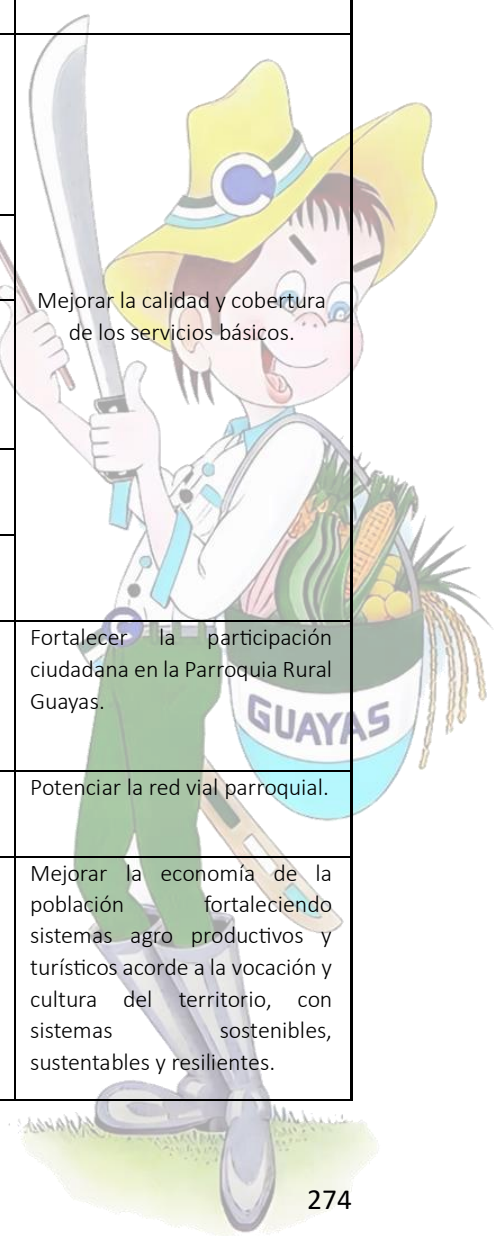 Mejorar la calidad y cobertura
de los servicios básicos.
Fortalecer la participación
ciudadana en la Parroquia Rural
Guayas.
GUAYAS
Potenciar la red vial parroquial.
Mejorar la economía de la
población fortaleciendo
sistemas agro productivos y
turísticos acorde a la vocación y
cultura del territorio, con
sistemas sostenibles,
sustentables y resilientes.
274